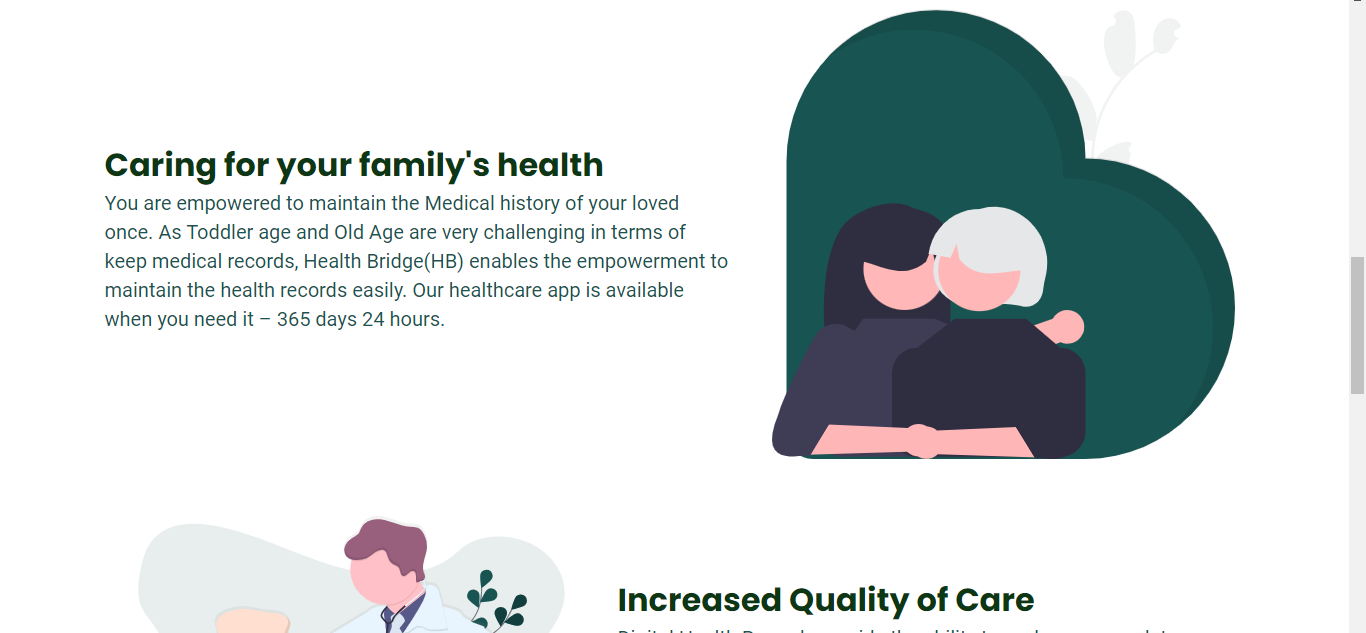 Caring for your family's health
You are empowered to maintain the Medical history of your loved
once. As Toddler age and Old Age are very challenging in terms of
keep medical records, Health Bridge(HB) enables the empowerment to
maintain the health records easily. Our healthcare app is available
when you need it – 365 days 24 hours.
Increased Quality of Care